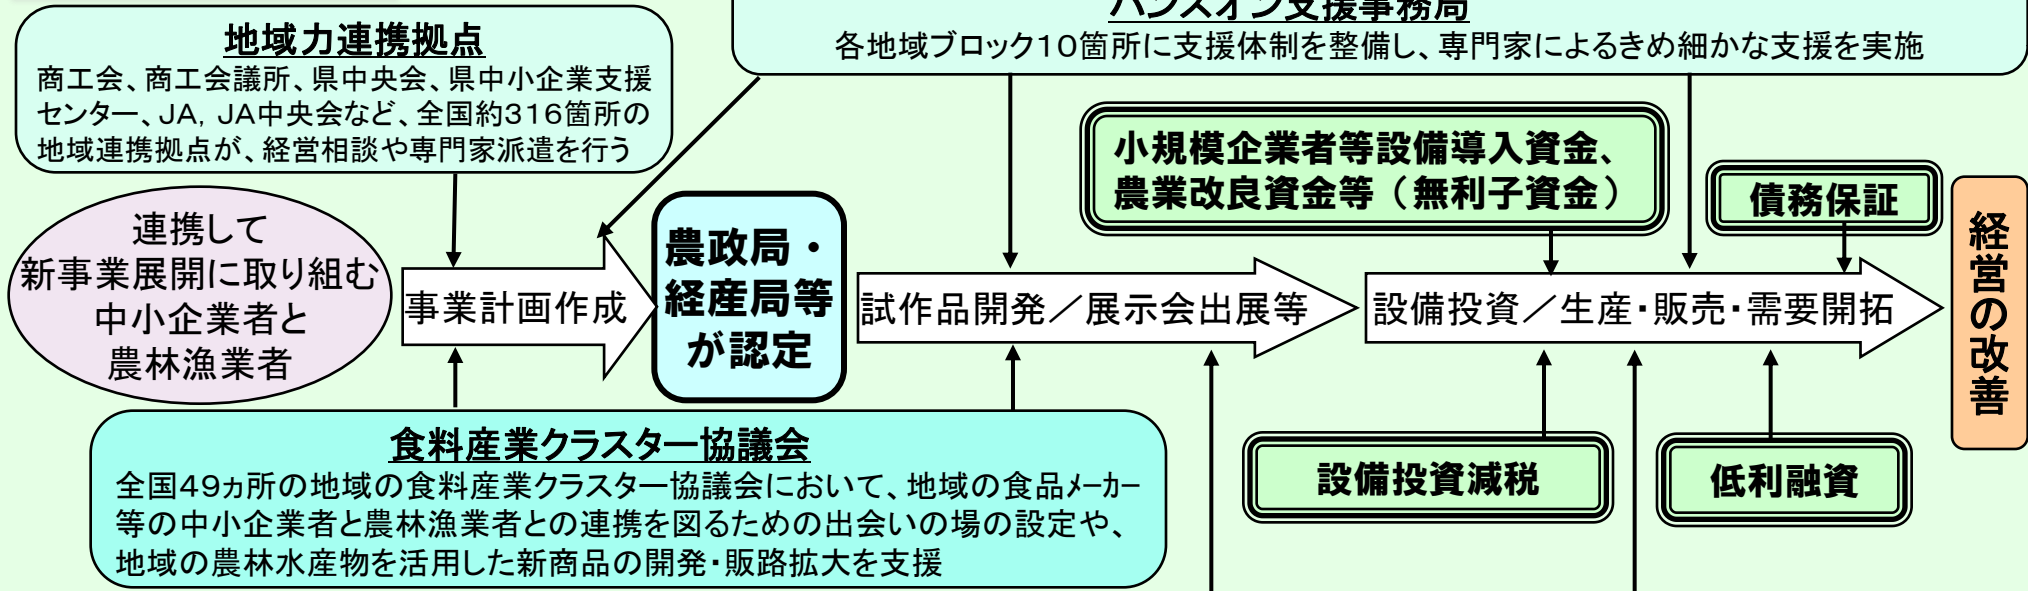 ハンズオン支援事務局
各地域ブロック10箇所に支援体制を整備し、専門家によるきめ細かな支援を実施
地域力連携拠点
商工会、商工会議所、県中央会、県中小企業支援
センター、JA, JA中央会など、全国約316箇所の
地域連携拠点が、経営相談や専門家派遣を行う
小規模企業者等設備導入資金、
農業改良資金等（無利子資金）
債務保証
連携して
新事業展開に取り組む
中小企業者と
農林漁業者
事業計画作成
農政局・
経産局等
が認定
試作品開発／展示会出展等
設備投資／生産・販売・需要開拓
経営の改善
食料産業クラスター協議会
全国49ヵ所の地域の食料産業クラスター協議会において、地域の食品メーカー
等の中小企業者と農林漁業者との連携を図るための出会いの場の設定や、
地域の農林水産物を活用した新商品の開発・販路拡大を支援
設備投資減税
低利融資